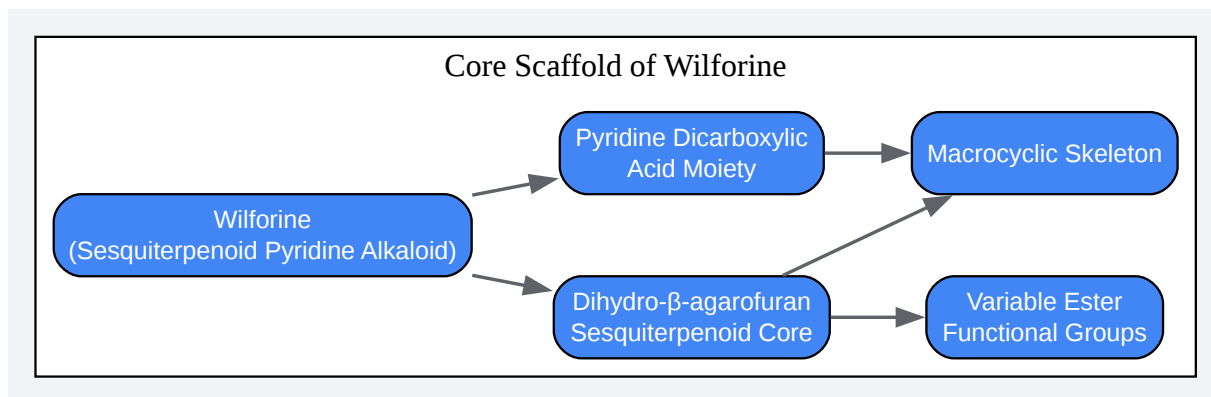 Core Scaffold of Wilforine
Pyridine Dicarboxylic
Acid Moiety
Macrocyclic Skeleton
Wilforine
(Sesquiterpenoid Pyridine Alkaloid)
Dihydro-β-agarofuran
Sesquiterpenoid Core
Variable Ester
Functional Groups